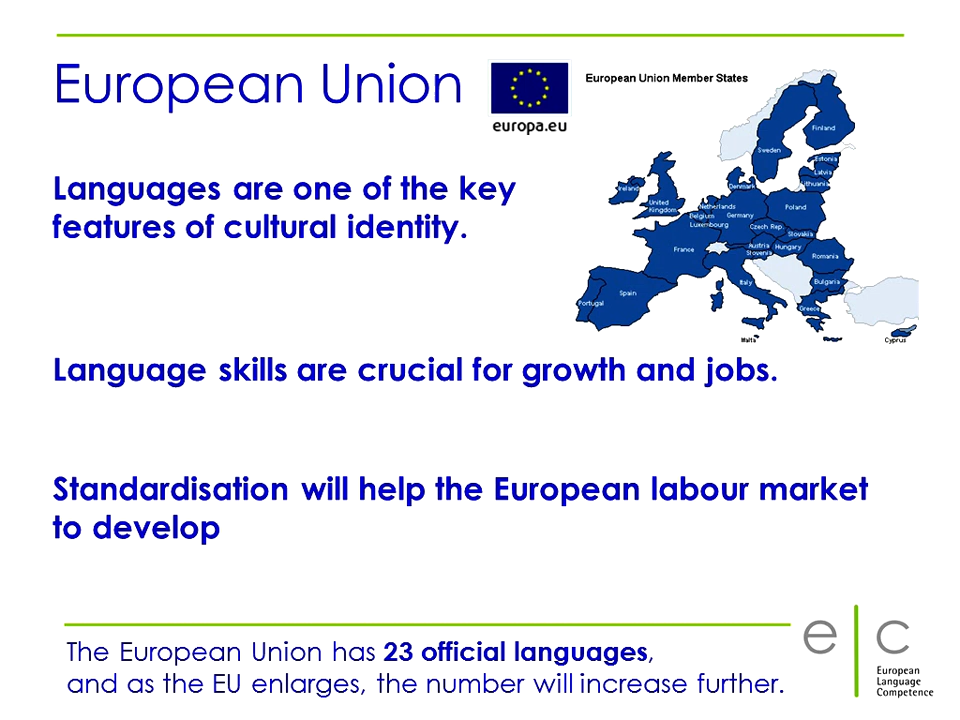 European Union
europa.eu
European Union Member States
Finland
Sweden
Estonia
Latvia
Lithuania
Denmark
Ireland
United
Kingdom
Netherlands
Belgium
Germany
Luxembourg
Poland
Czech Rep.
Slovakia
France
Austria
Hungary
Slovenia
Romania
Italy
Bulgaria
Spain
Portugal
Greece
Malta
Cyprus
Languages are one of the key
features of cultural identity.
Language skills are crucial for growth and jobs.
Standardisation will help the European labour market
to develop
The European Union has 23 official languages,
and as the EU enlarges, the number will increase further.
e c
European
Language
Competence